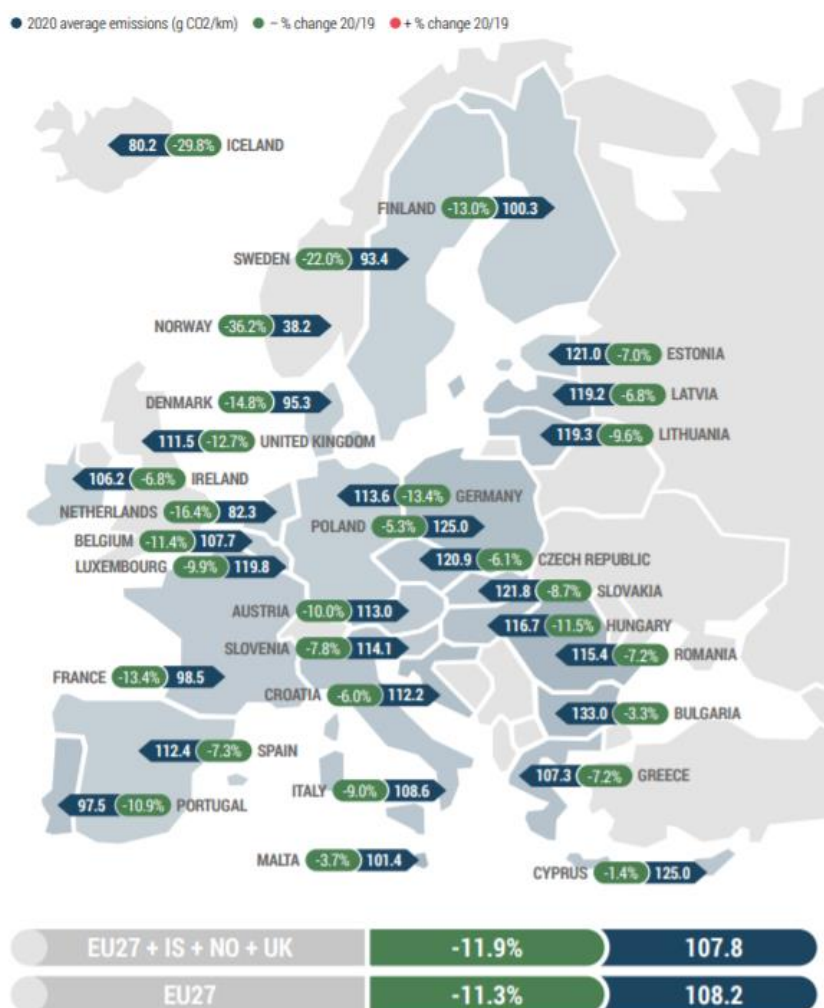 2020 average emissions (g CO2/km) – % change 20/19 + % change 20/19
80.2 -29.8% ICELAND
FINLAND -13.0% 100.3
SWEDEN -22.0% 93.4
NORWAY -36.2% 38.2
121.0 -7.0% ESTONIA
DENMARK -14.8% 95.3
119.2 -6.8% LATVIA
111.5 -12.7% UNITED KINGDOM
119.3 -9.6% LITHUANIA
106.2 -6.8% IRELAND
113.6 -13.4% GERMANY
NETHERLANDS -16.4% 82.3
POLAND -5.3% 125.0
BELGIUM -11.4% 107.7
120.9 -6.1% CZECH REPUBLIC
LUXEMBOURG -9.9% 119.8
121.8 -8.7% SLOVAKIA
AUSTRIA -10.0% 113.0
116.7 -11.5% HUNGARY
SLOVENIA -7.8% 114.1
115.4 -7.2% ROMANIA
FRANCE -13.4% 98.5
CROATIA -6.0% 112.2
133.0 -3.3% BULGARIA
112.4 -7.3% SPAIN
107.3 -7.2% GREECE
ITALY -9.0% 108.6
97.5 -10.9% PORTUGAL
MALTA -3.7% 101.4
CYPRUS -1.4% 125.0
EU27 + IS + NO + UK -11.9% 107.8
EU27 -11.3% 108.2